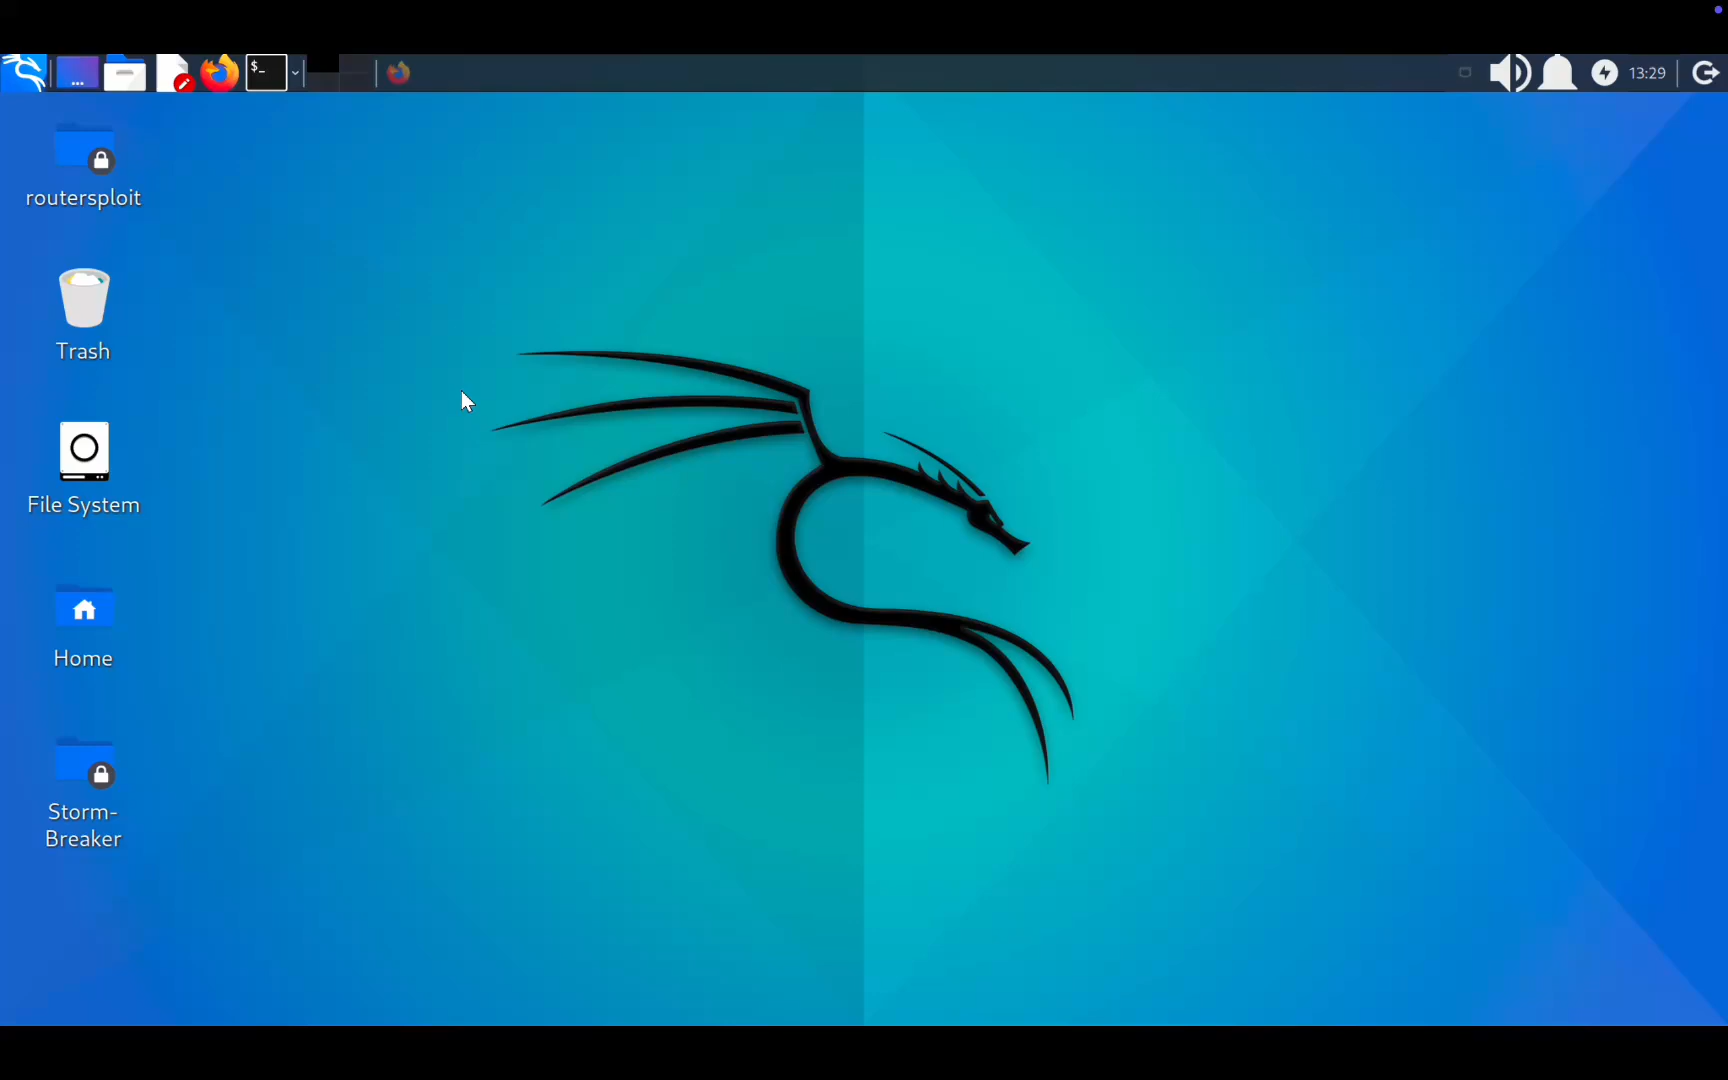 $_
13:29
routersploit
Trash
File System
Home
Storm-
Breaker